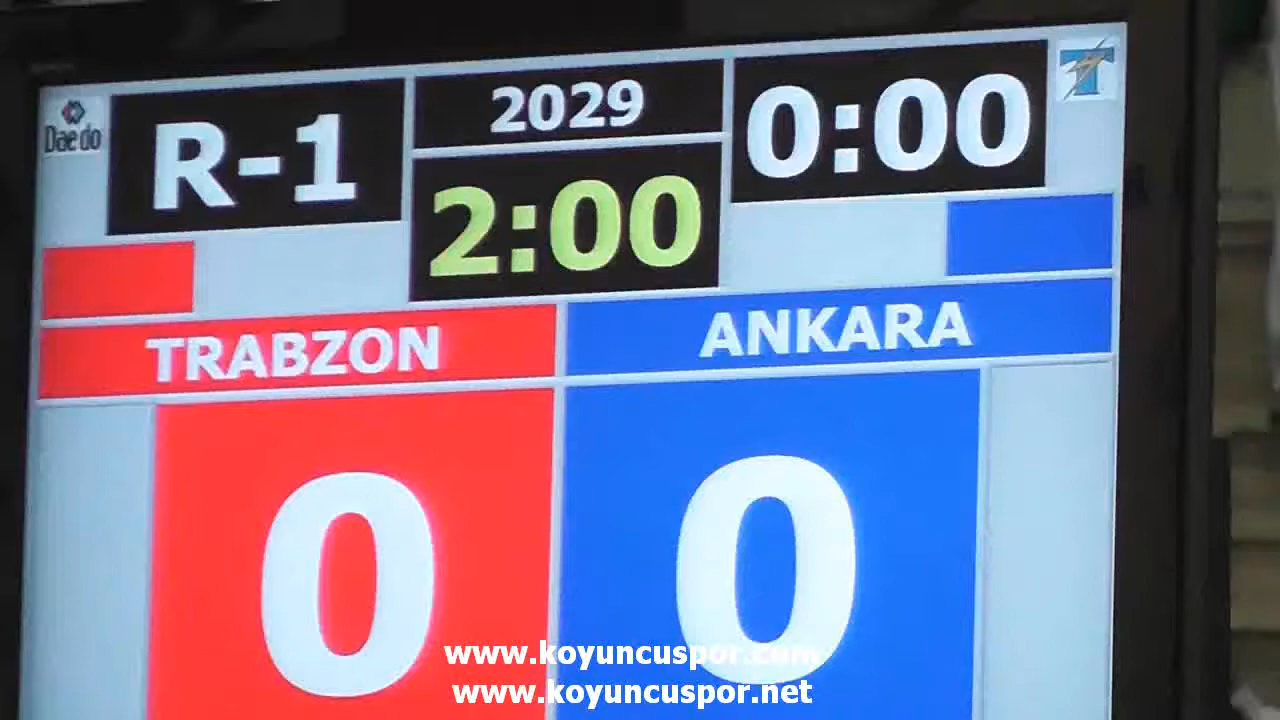 Daedo
R-1
2029
0:00
T
2:00
TRABZON
ANKARA
0
0
www.koyuncuspor.com
www.koyuncuspor.net